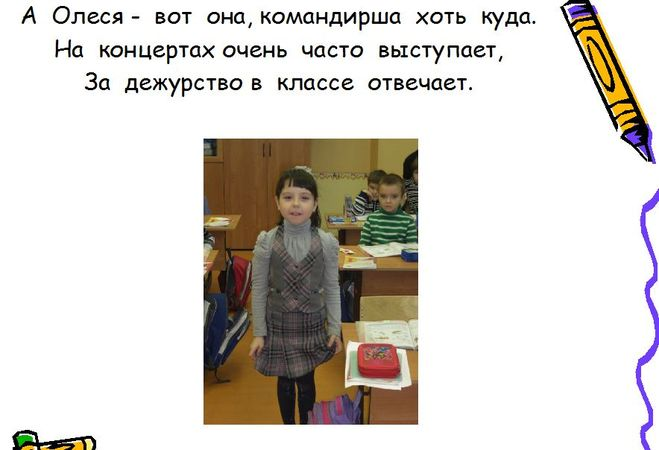 А Олеся - вот она, командирша хоть куда.
На концертах очень часто выступает,
За дежурство в классе отвечает.